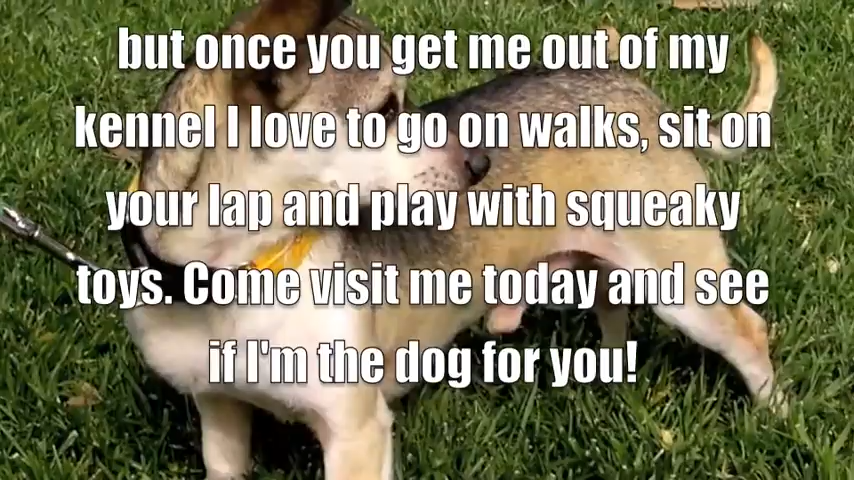 but once you get me out of my
kennel I love to go on walks, sit on
your lap and play with squeaky
toys. Come visit me today and see
if I'm the dog for you!